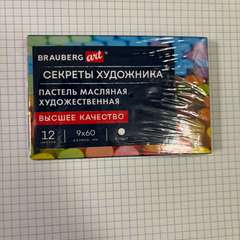 BRAUBERG art
СЕКРЕТЫ ХУДОЖНИКА
ПАСТЕЛЬ МАСЛЯНАЯ
ХУДОЖЕСТВЕННАЯ
ВЫСШЕЕ КАЧЕСТВО
12 9x60